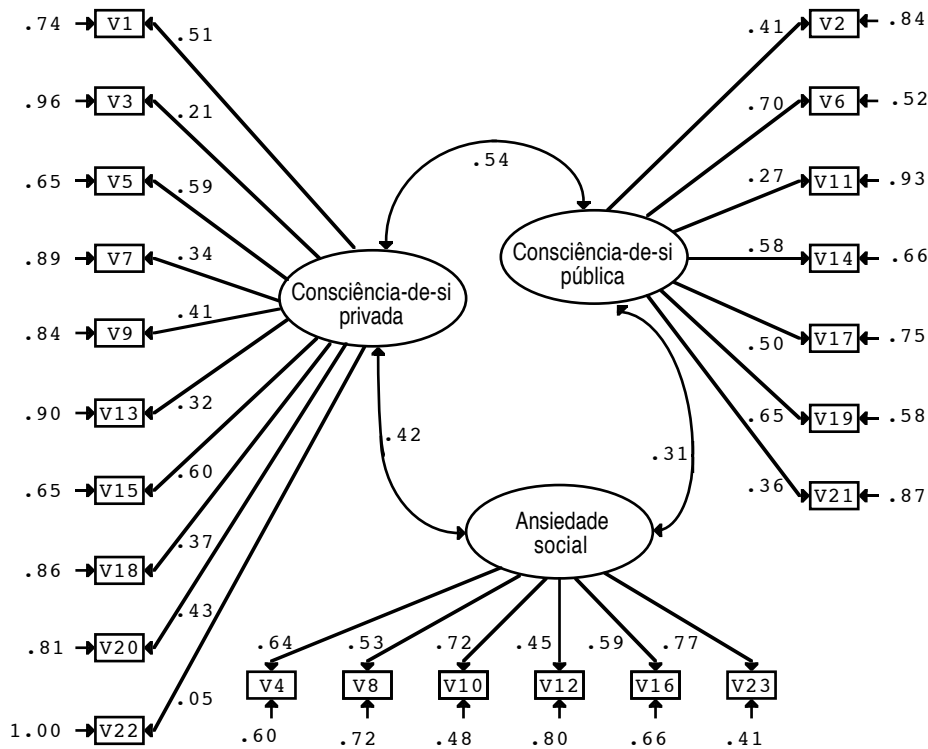 .74 V1 .51
.96 V3 .21
.65 V5 .59
.89 V7 .34
.84 V9 .41
.90 V13 .32
.65 V15 .60
.86 V18 .37
.81 V20 .43
1.00 V22 .05
Consciência-de-si
privada
.54
.42
.41 V2 .84
.70 V6 .52
.27 V11 .93
.58 V14 .66
.50 V17 .75
.65 V19 .58
.36 V21 .87
Consciência-de-si
pública
.31
Ansiedade
social
.64 .53 .72 .45 .59 .77
V4 V8 V10 V12 V16 V23
.60 .72 .48 .80 .66 .41